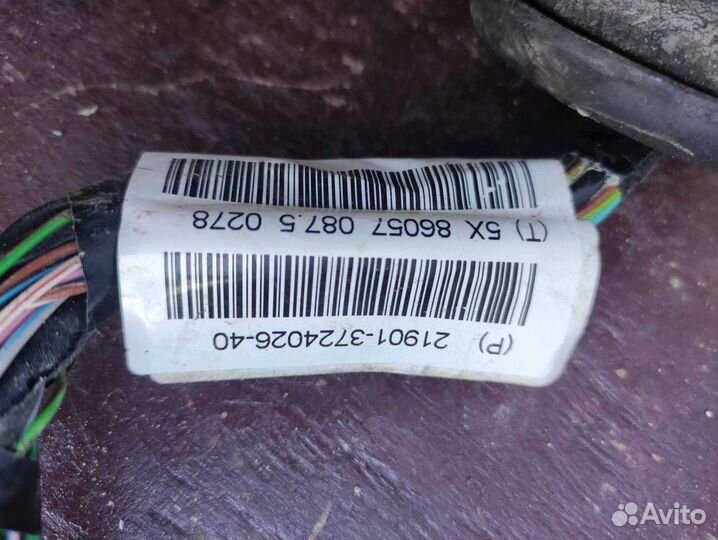 (P) 21901-3724026-40
(T) 5X 86057 087.5 0278
Avito